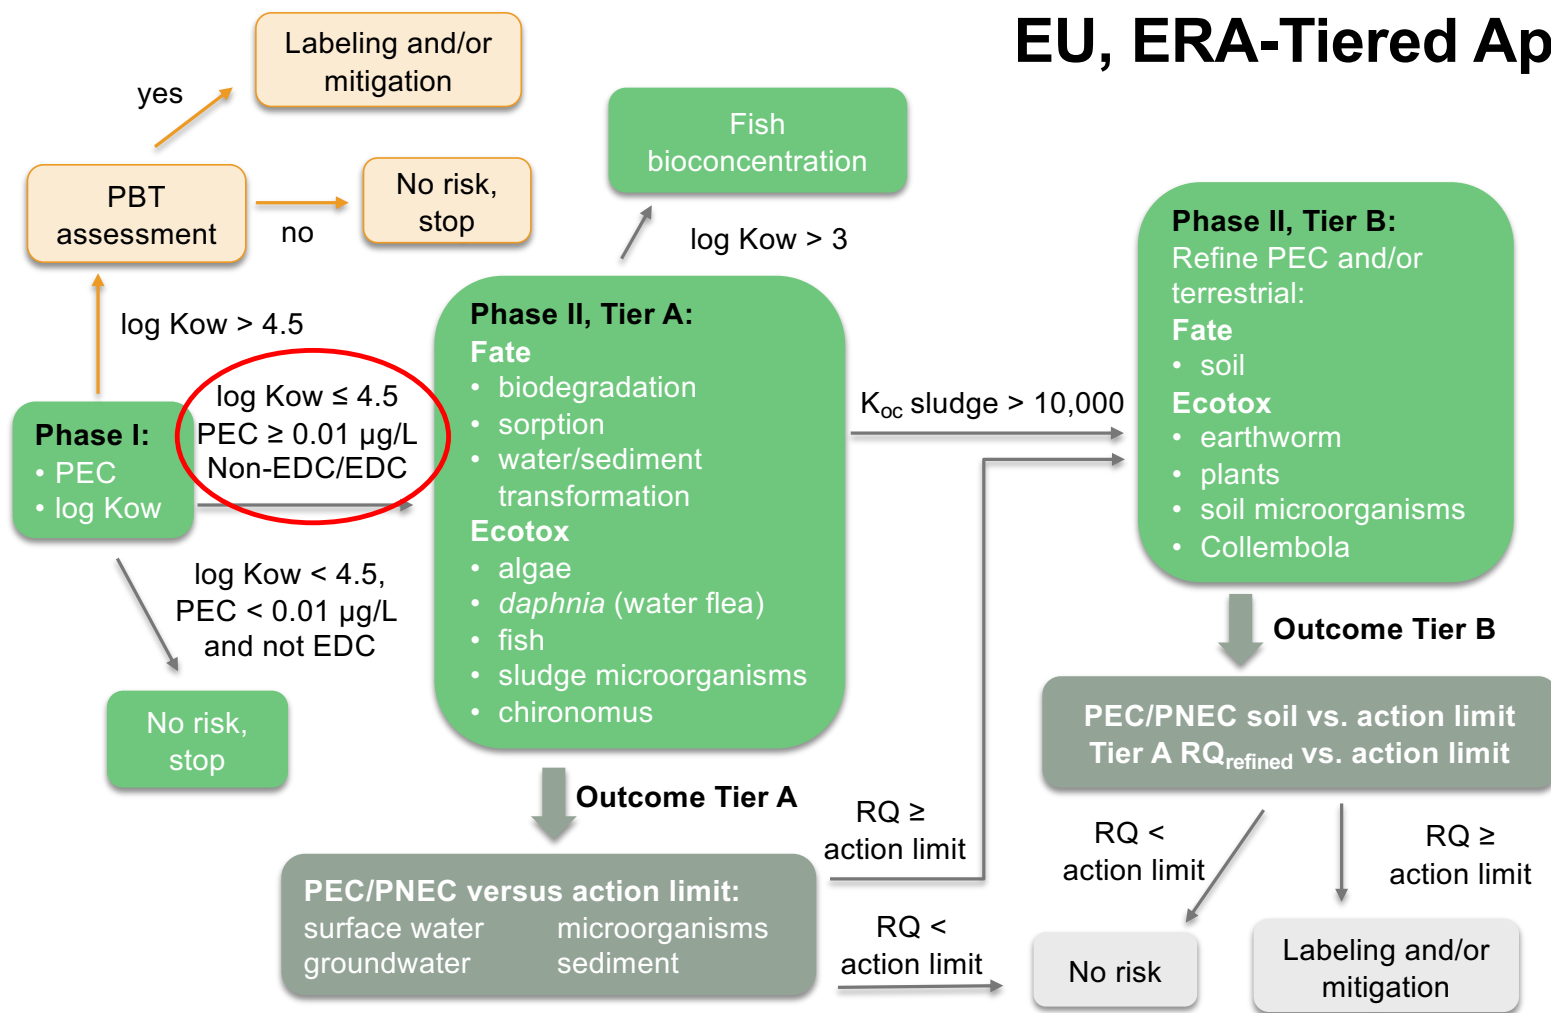 EU, ERA-Tiered Ap
Labeling and/or
mitigation
yes
PBT
assessment
no
No risk,
stop
Fish
bioconcentration
log Kow > 3
log Kow > 4.5
Phase I:
• PEC
• log Kow
log Kow ≤ 4.5
PEC ≥ 0.01 µg/L
Non-EDC/EDC
log Kow < 4.5,
PEC < 0.01 µg/L
and not EDC
No risk,
stop
Phase II, Tier A:
Fate
• biodegradation
• sorption
• water/sediment
transformation
Ecotox
• algae
• daphnia (water flea)
• fish
• sludge microorganisms
• chironomus
Koc sludge > 10,000
Phase II, Tier B:
Refine PEC and/or
terrestrial:
Fate
• soil
Ecotox
• earthworm
• plants
• soil microorganisms
• Collembola
Outcome Tier A
PEC/PNEC versus action limit:
surface water microorganisms
groundwater sediment
RQ ≥
action limit
RQ <
action limit
Outcome Tier B
PEC/PNEC soil vs. action limit
Tier A RQrefined vs. action limit
RQ <
action limit
RQ ≥
action limit
No risk
Labeling and/or
mitigation